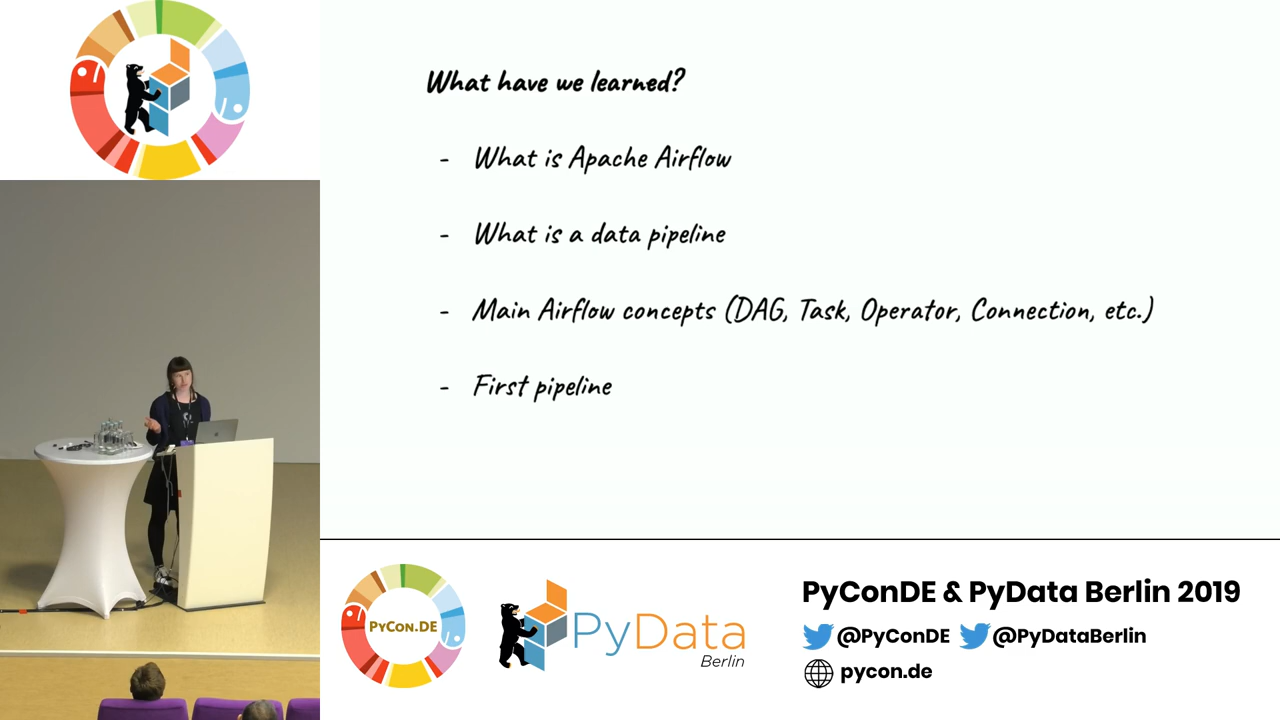 What have we learned?
- What is Apache Airflow
- What is a data pipeline
- Main Airflow concepts (DAG, Task, Operator, Connection, etc.)
- First pipeline
PyCon.DE
PyData
Berlin
PyConDE & PyData Berlin 2019
@PyConDE @PyDataBerlin
pycon.de